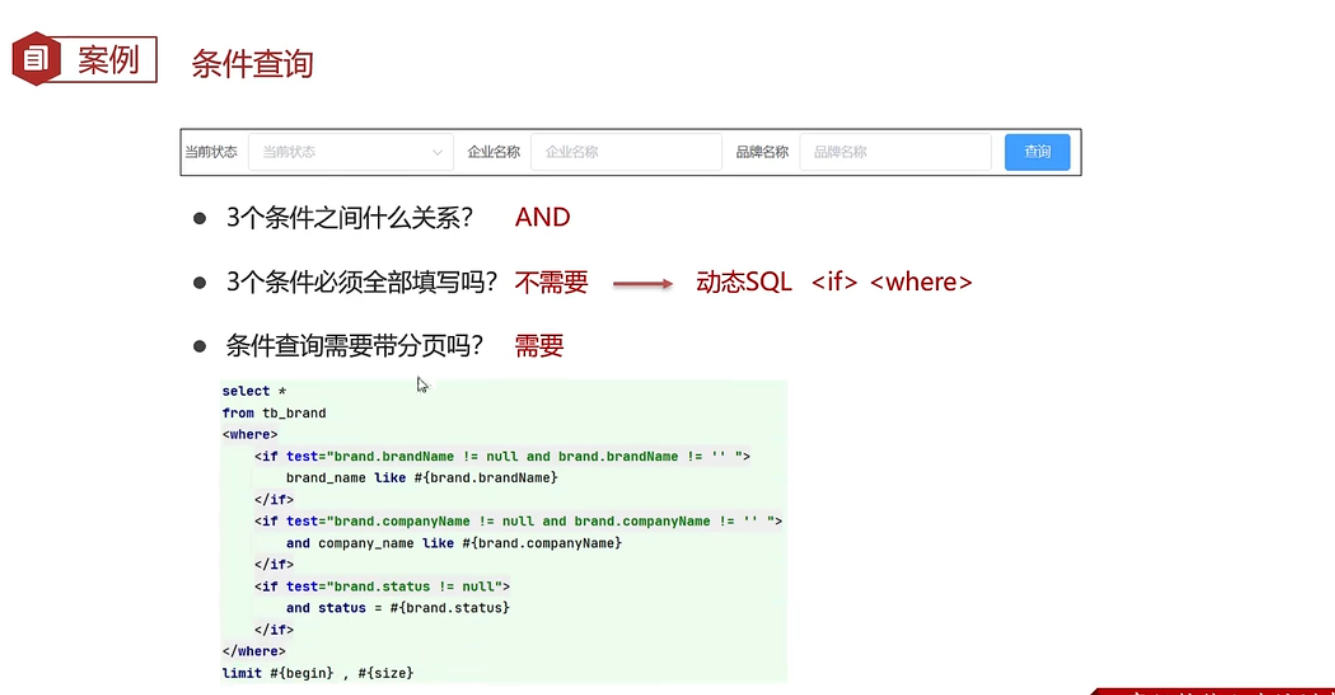 案例 条件查询
当前状态 当前状态 企业名称 企业名称 品牌名称 品牌名称 查询
● 3个条件之间什么关系？ AND
● 3个条件必须全部填写吗？ 不需要 动态SQL <if> <where>
● 条件查询需要带分页吗？ 需要
select *
from tb_brand
<where>
<if test="brand.brandName != null and brand.brandName != '' ">
brand_name like #{brand.brandName}
</if>
<if test="brand.companyName != null and brand.companyName != '' ">
and company_name like #{brand.companyName}
</if>
<if test="brand.status != null">
and status = #{brand.status}
</if>
</where>
limit #{begin} , #{size}